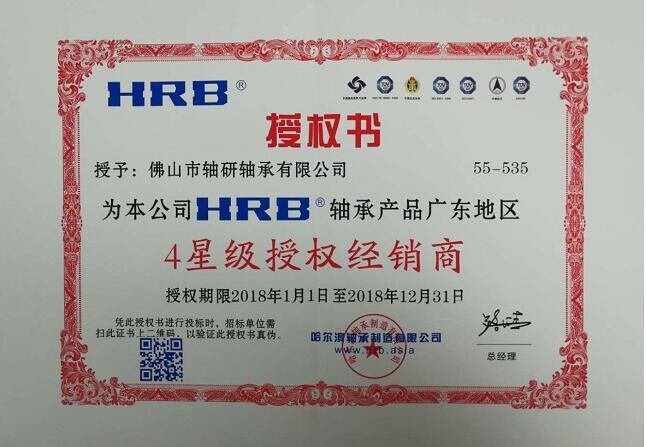 HRB®
授权书
授予：佛山市轴研轴承有限公司 55-535
为本公司HRB®轴承产品广东地区
4星级授权经销商
授权期限2018年1月1日至2018年12月31日
凭此授权书进行投标时，招标单位需
扫此证书上二维码，以验证此授权书真伪。
哈尔滨轴承制造有限公司
www.hrb.asia
总经理